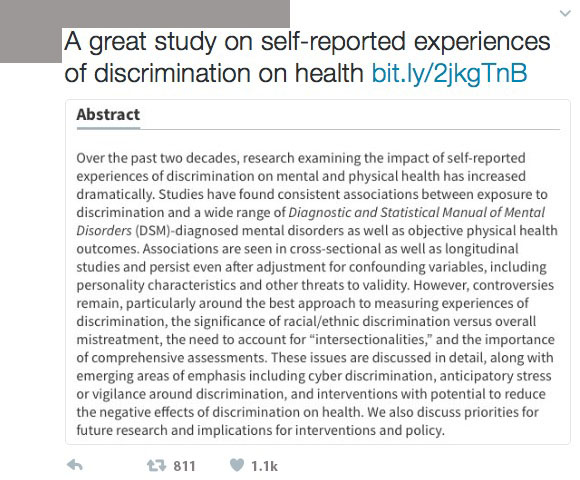 A great study on self-reported experiences
of discrimination on health bit.ly/2jkgTnB
Abstract
Over the past two decades, research examining the impact of self-reported
experiences of discrimination on mental and physical health has increased
dramatically. Studies have found consistent associations between exposure to
discrimination and a wide range of Diagnostic and Statistical Manual of Mental
Disorders (DSM)-diagnosed mental disorders as well as objective physical health
outcomes. Associations are seen in cross-sectional as well as longitudinal
studies and persist even after adjustment for confounding variables, including
personality characteristics and other threats to validity. However, controversies
remain, particularly around the best approach to measuring experiences of
discrimination, the significance of racial/ethnic discrimination versus overall
mistreatment, the need to account for “intersectionalities,” and the importance
of comprehensive assessments. These issues are discussed in detail, along with
emerging areas of emphasis including cyber discrimination, anticipatory stress
or vigilance around discrimination, and interventions with potential to reduce
the negative effects of discrimination on health. We also discuss priorities for
future research and implications for interventions and policy.
811 1.1k